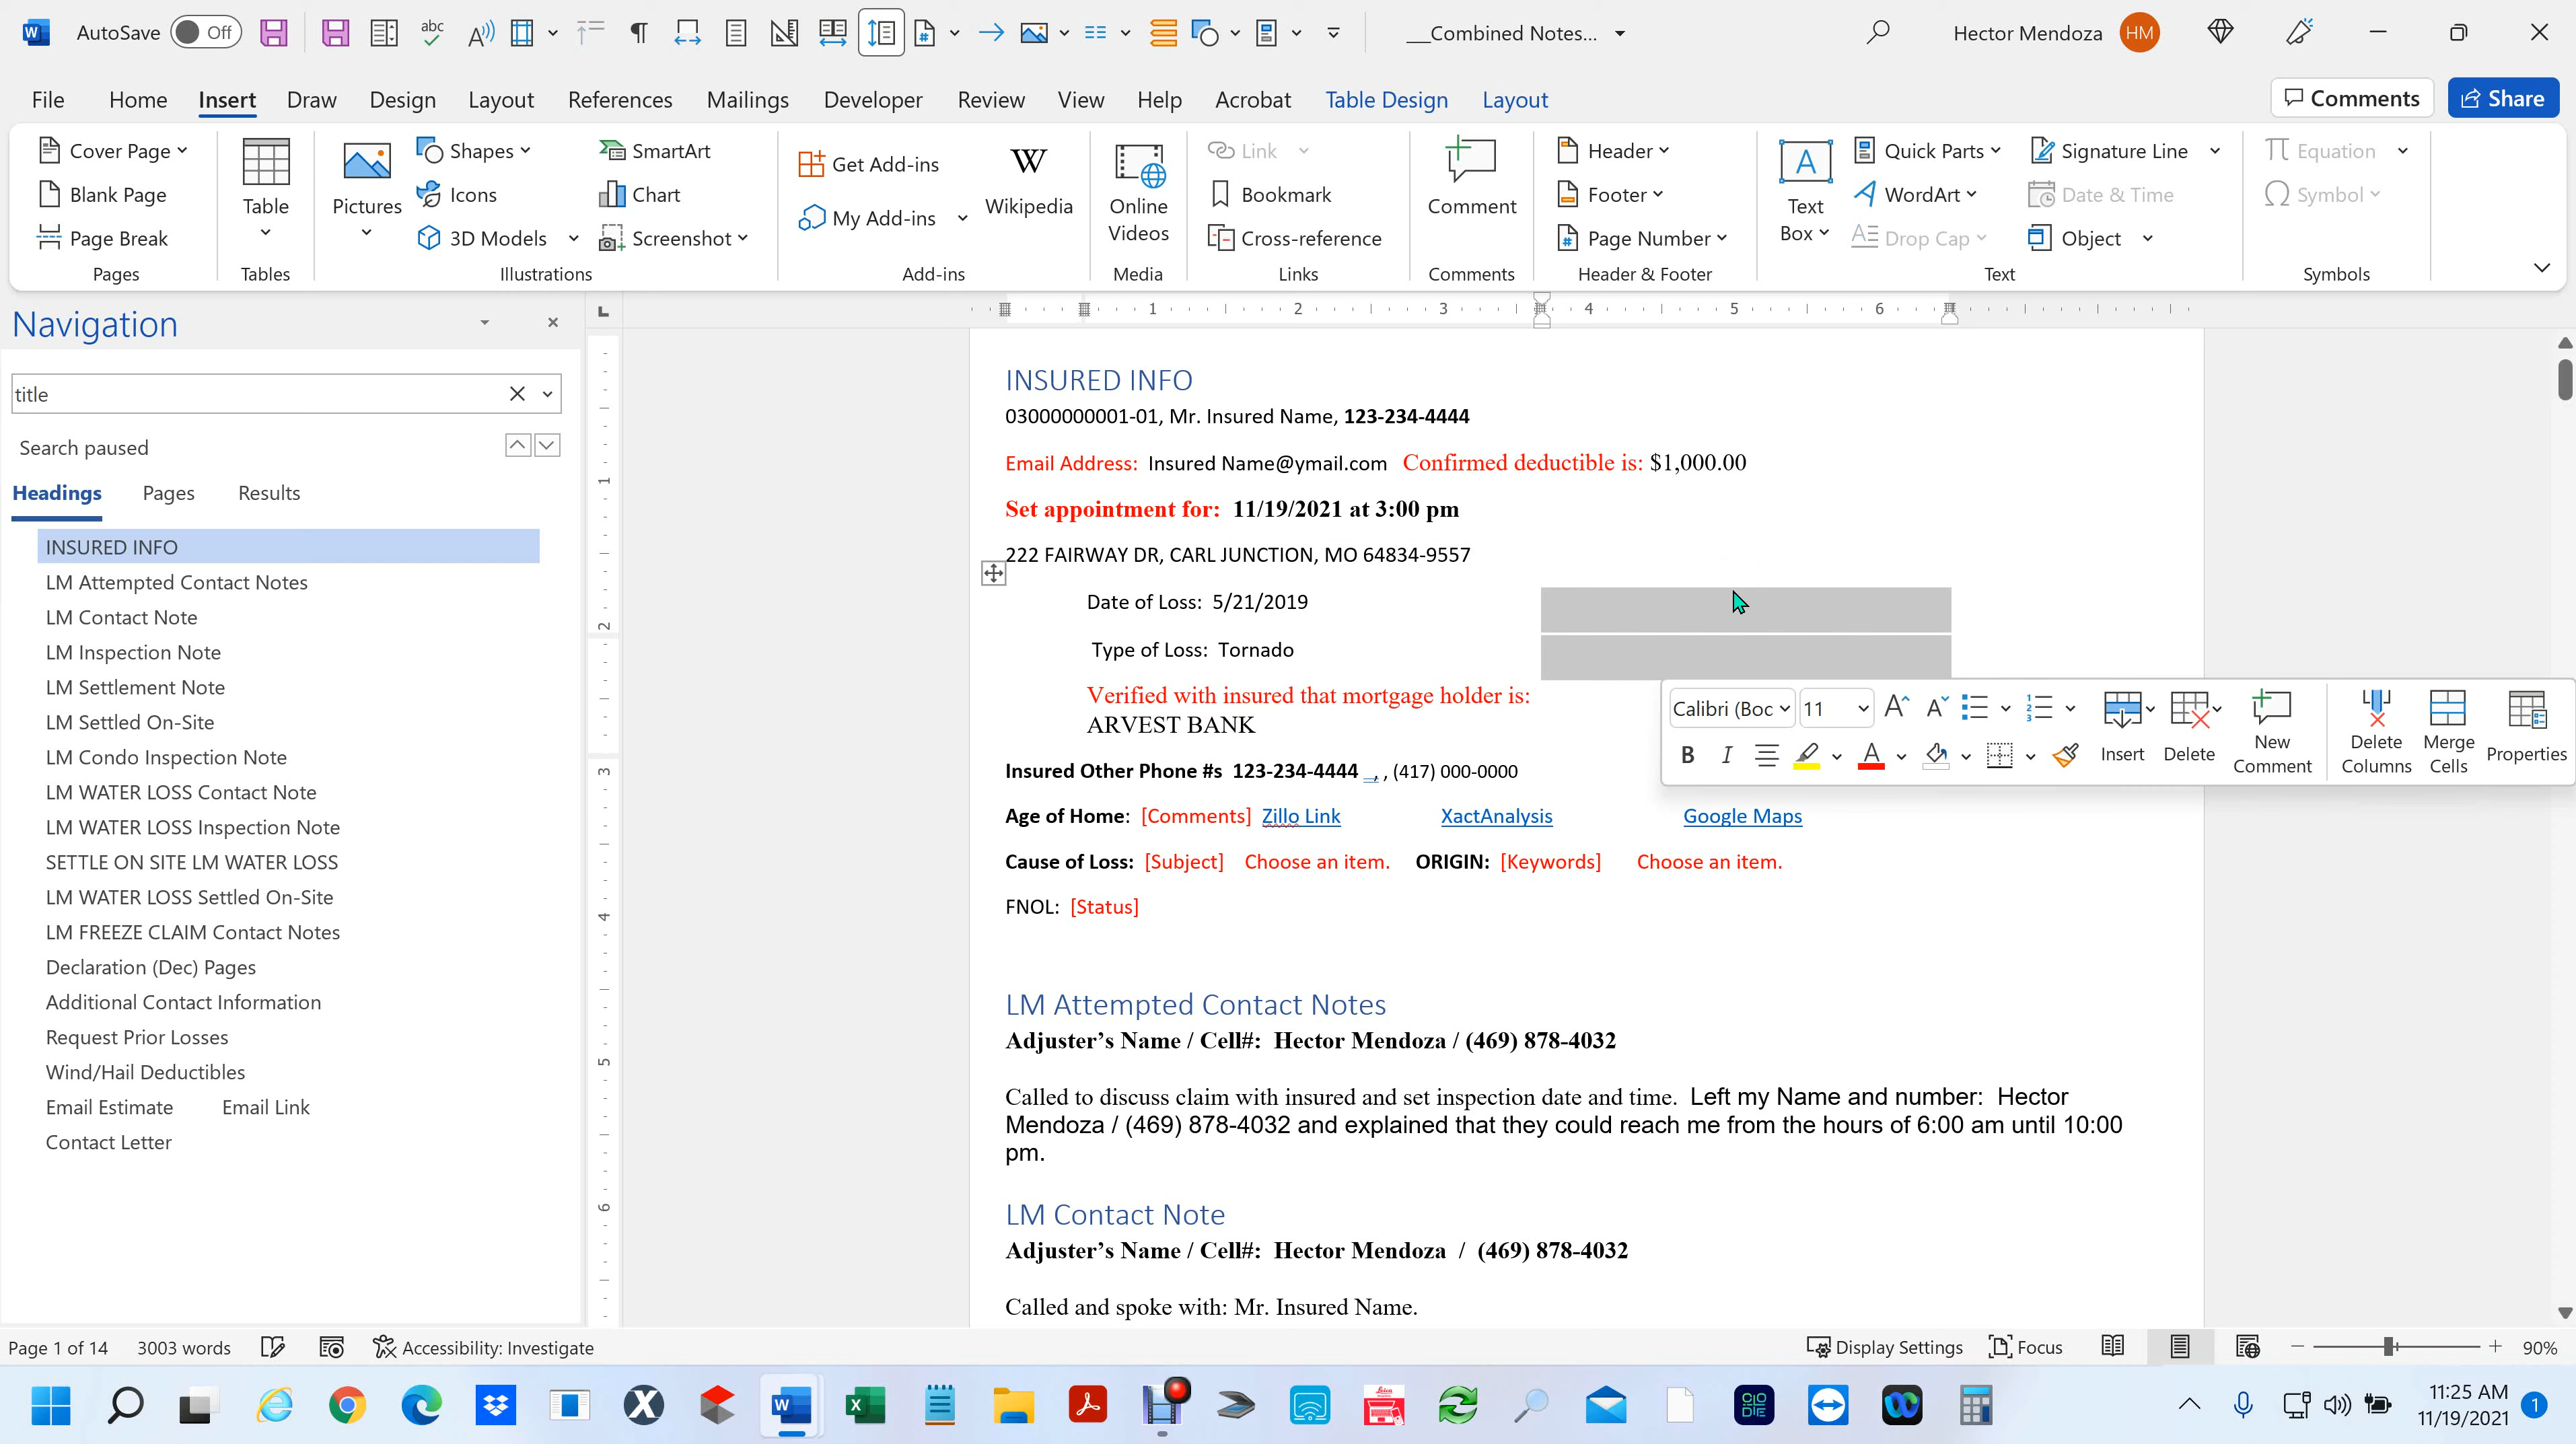 AutoSave Off
__Combined Notes...
Hector Mendoza HM
File Home Insert Draw Design Layout References Mailings Developer Review View Help Acrobat Table Design Layout
Comments Share
Cover Page
Blank Page
Page Break
Pages
Table
Tables
Pictures
Shapes
Icons
3D Models
SmartArt
Chart
Screenshot
Illustrations
Get Add-ins
My Add-ins
W
Wikipedia
Add-ins
Online
Videos
Media
Link
Bookmark
Cross-reference
Links
Comment
Comments
Header
Footer
Page Number
Header & Footer
A
Text
Box
Quick Parts
WordArt
Drop Cap
Signature Line
Date & Time
Object
Text
Equation
Symbol
Symbols
Navigation
title
Search paused
Headings Pages Results
INSURED INFO
LM Attempted Contact Notes
LM Contact Note
LM Inspection Note
LM Settlement Note
LM Settled On-Site
LM Condo Inspection Note
LM WATER LOSS Contact Note
LM WATER LOSS Inspection Note
SETTLE ON SITE LM WATER LOSS
LM WATER LOSS Settled On-Site
LM FREEZE CLAIM Contact Notes
Declaration (Dec) Pages
Additional Contact Information
Request Prior Losses
Wind/Hail Deductibles
Email Estimate Email Link
Contact Letter
1 2 3 4 5 6
1
2
3
4
5
6
INSURED INFO
03000000001-01, Mr. Insured Name, 123-234-4444
Email Address: Insured Name@ymail.com Confirmed deductible is: $1,000.00
Set appointment for: 11/19/2021 at 3:00 pm
222 FAIRWAY DR, CARL JUNCTION, MO 64834-9557
Date of Loss: 5/21/2019
Type of Loss: Tornado
Verified with insured that mortgage holder is:
ARVEST BANK
Insured Other Phone #s 123-234-4444 , , (417) 000-0000
Age of Home: [Comments] Zillo Link XactAnalysis Google Maps
Cause of Loss: [Subject] Choose an item. ORIGIN: [Keywords] Choose an item.
FNOL: [Status]
Calibri (Boc 11
B I A
Insert
Delete
New
Comment
Delete
Columns
Merge
Cells
Properties
LM Attempted Contact Notes
Adjuster’s Name / Cell#: Hector Mendoza / (469) 878-4032
Called to discuss claim with insured and set inspection date and time. Left my Name and number: Hector
Mendoza / (469) 878-4032 and explained that they could reach me from the hours of 6:00 am until 10:00
pm.
LM Contact Note
Adjuster’s Name / Cell#: Hector Mendoza / (469) 878-4032
Called and spoke with: Mr. Insured Name.
Page 1 of 14 3003 words Accessibility: Investigate Display Settings Focus 90%
11:25 AM
11/19/2021
1